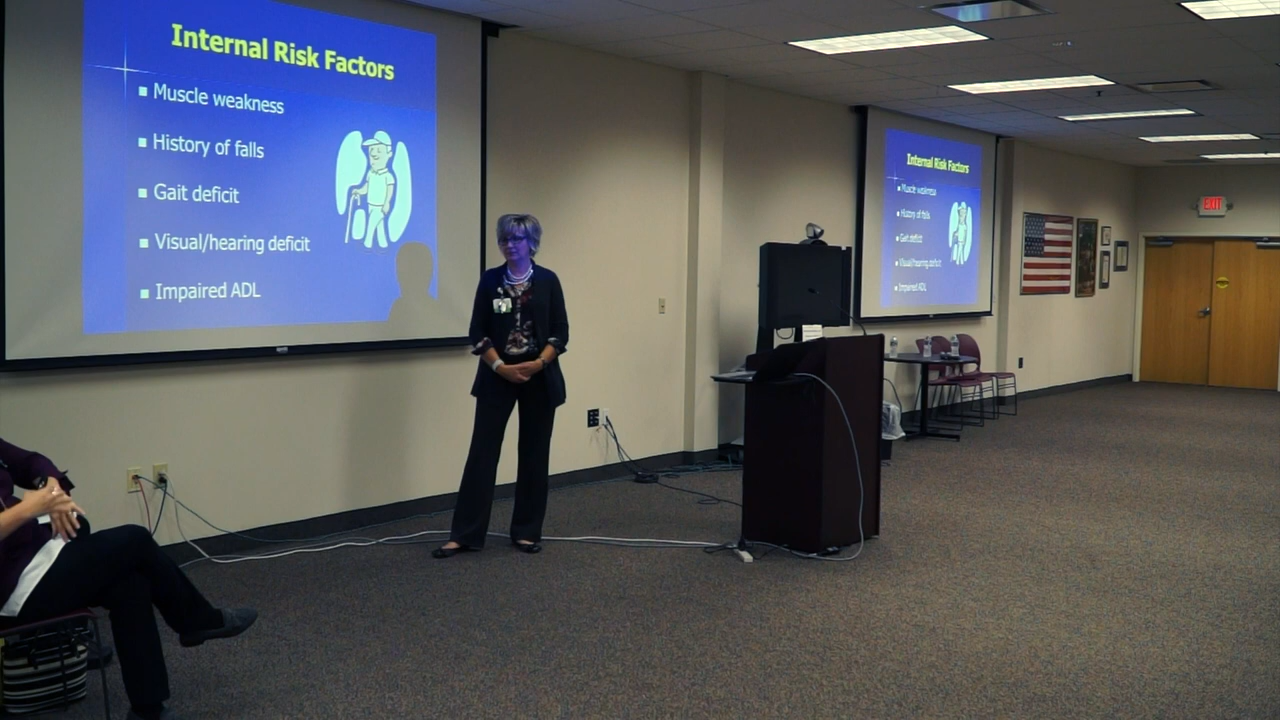 Internal Risk Factors
Muscle weakness
History of falls
Gait deficit
Visual/hearing deficit
Impaired ADL
Internal Risk Factors
Muscle weakness
History of falls
Gait deficit
Visual/hearing deficit
Impaired ADL
EXIT